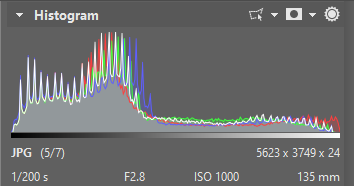 Histogram
JPG (5/7) 5623 x 3749 x 24
1/200 s F2.8 ISO 1000 135 mm